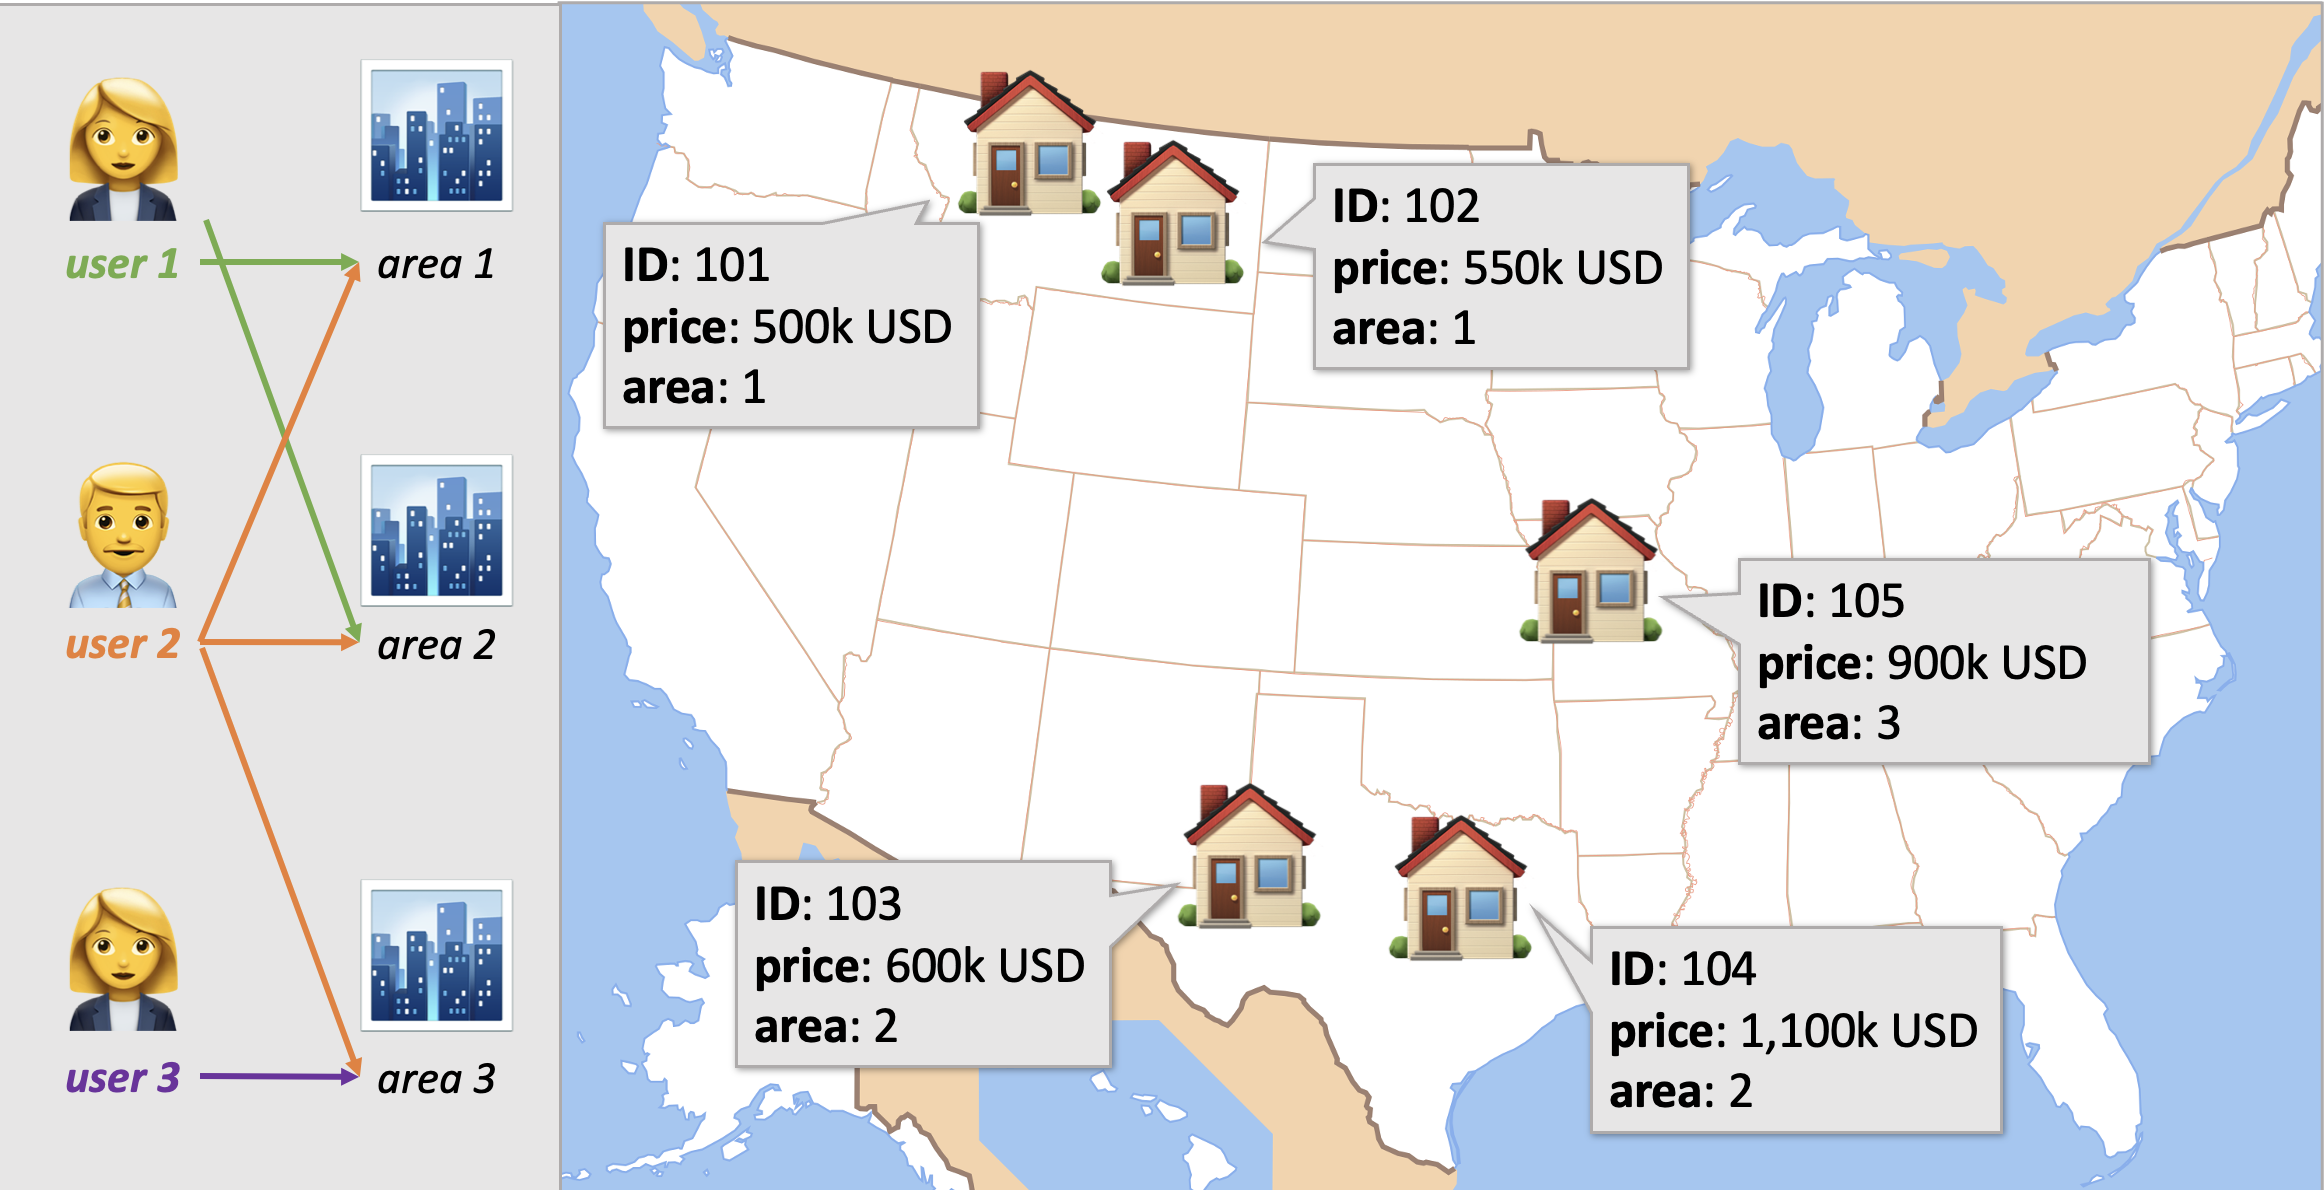 user 1
area 1
user 2
area 2
user 3
area 3
ID: 101
price: 500k USD
area: 1
ID: 102
price: 550k USD
area: 1
ID: 105
price: 900k USD
area: 3
ID: 103
price: 600k USD
area: 2
ID: 104
price: 1,100k USD
area: 2